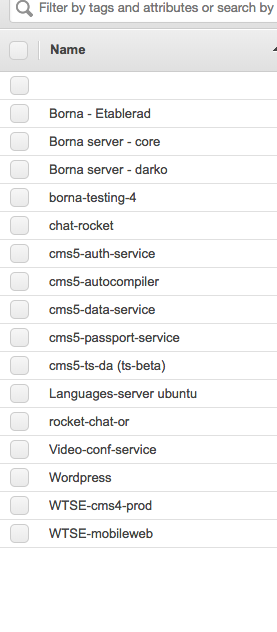 Filter by tags and attributes or search by
Name
Borna - Etablerad
Borna server - core
Borna server - darko
borna-testing-4
chat-rocket
cms5-auth-service
cms5-autocompiler
cms5-data-service
cms5-passport-service
cms5-ts-da (ts-beta)
Languages-server ubuntu
rocket-chat-or
Video-conf-service
Wordpress
WTSE-cms4-prod
WTSE-mobileweb